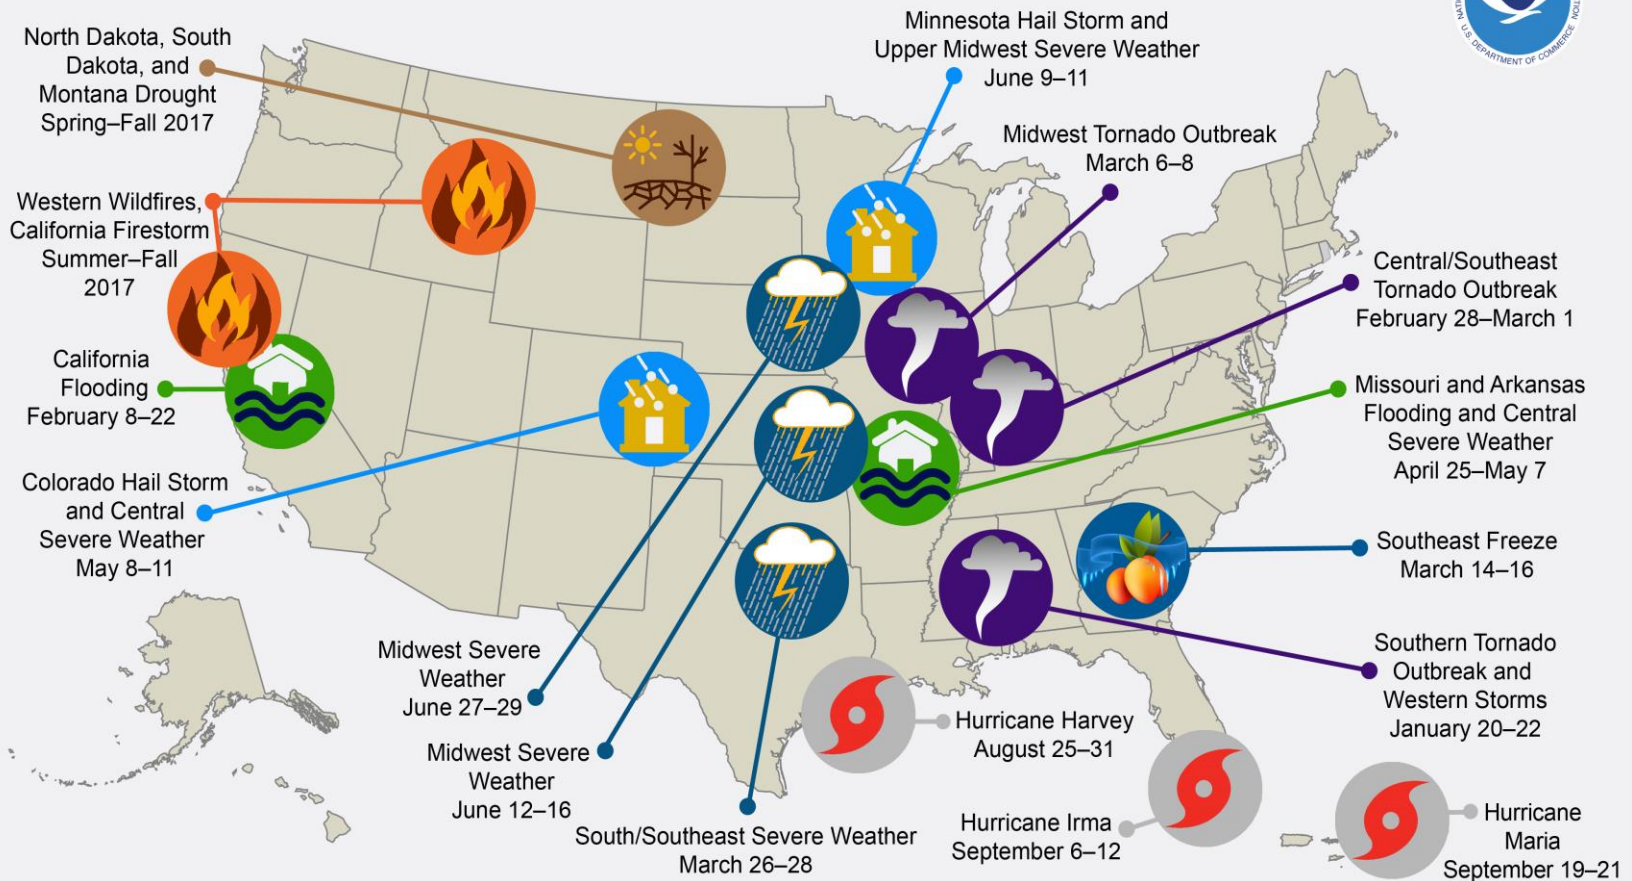 North Dakota, South
Dakota, and
Montana Drought
Spring–Fall 2017
Minnesota Hail Storm and
Upper Midwest Severe Weather
June 9–11
U.S. DEPARTMENT OF COMMERCE
Midwest Tornado Outbreak
March 6–8
Western Wildfires,
California Firestorm
Summer–Fall
2017
Central/Southeast
Tornado Outbreak
February 28–March 1
California
Flooding
February 8–22
Missouri and Arkansas
Flooding and Central
Severe Weather
April 25–May 7
Colorado Hail Storm
and Central
Severe Weather
May 8–11
Southeast Freeze
March 14–16
Midwest Severe
Weather
June 27–29
Southern Tornado
Outbreak and
Western Storms
January 20–22
Hurricane Harvey
August 25–31
Midwest Severe
Weather
June 12–16
South/Southeast Severe Weather
March 26–28
Hurricane Irma
September 6–12
Hurricane
Maria
September 19–21